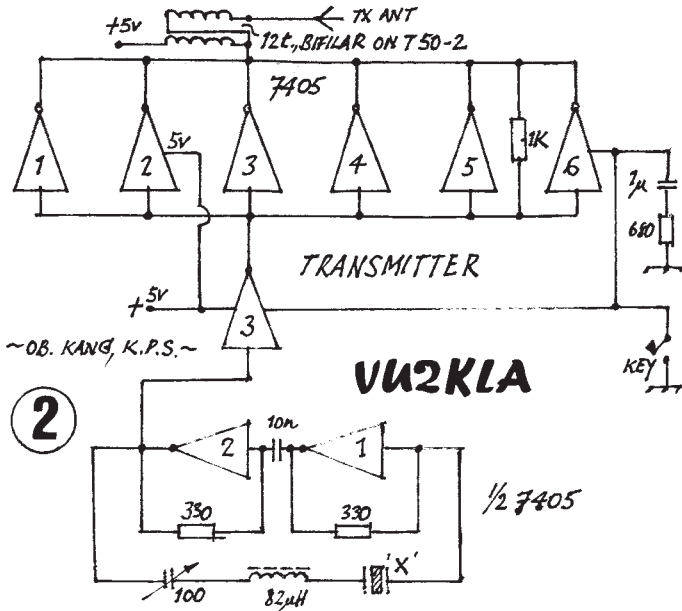 TX ANT
+5V
12t., BIFILAR ON T50-2
7405
1
2
5V
3
4
5
1K
6
1µ
680
TRANSMITTER
+5V
3
~OB. KANG, K.P.S.~
KEY
VU2KLA
2
2
10n
1
330
330
1/2 7405
100
82µH
'X'